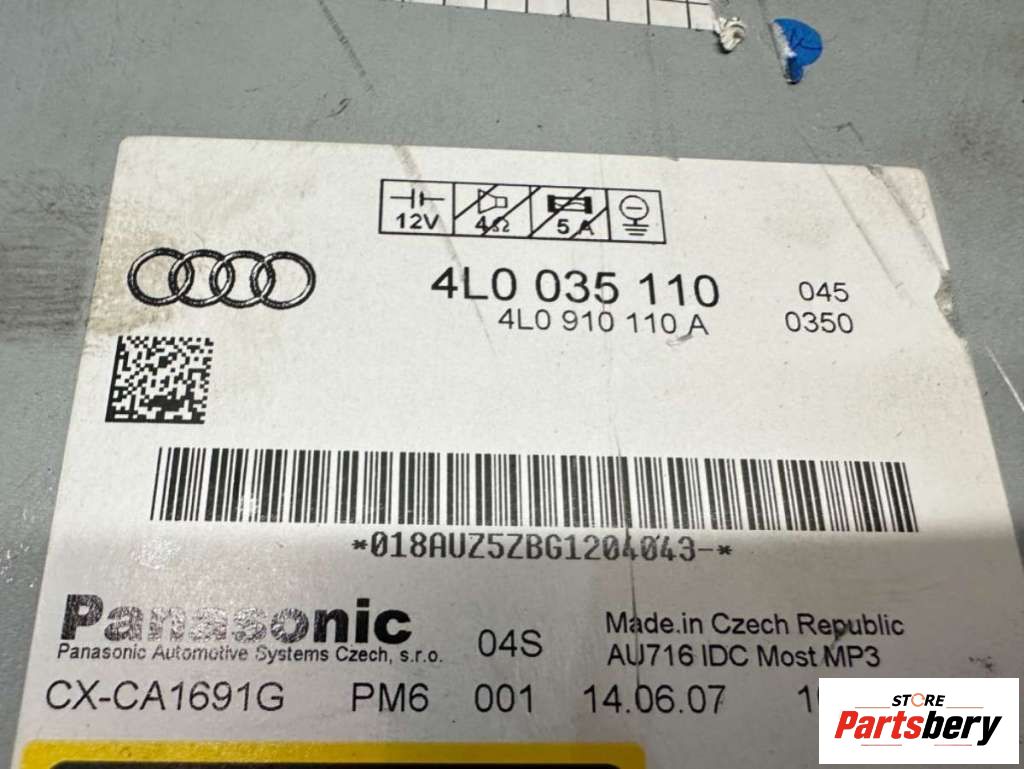 12V 4Ω 5A
4L0 035 110 045
4L0 910 110 A 0350
*018AUZ5ZBG1204043-*
Panasonic
Panasonic Automotive Systems Czech, s.r.o.
04S
Made.in Czech Republic
AU716 IDC Most MP3
CX-CA1691G PM6 001 14.06.07
STORE
Partsbery